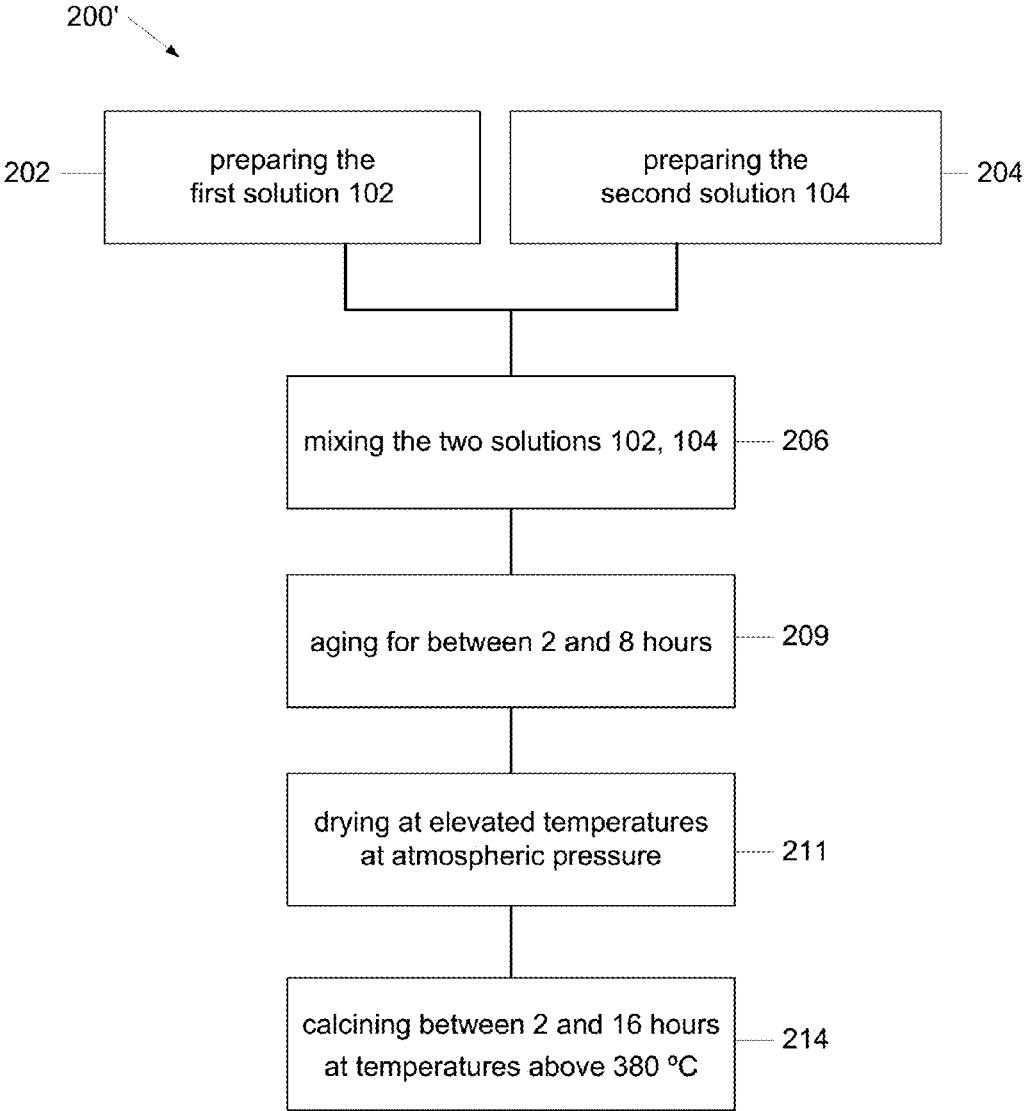 200'
preparing the
first solution 102
202
preparing the
second solution 104
204
mixing the two solutions 102, 104
206
aging for between 2 and 8 hours
209
drying at elevated temperatures
at atmospheric pressure
211
calcining between 2 and 16 hours
at temperatures above 380 ºC
214